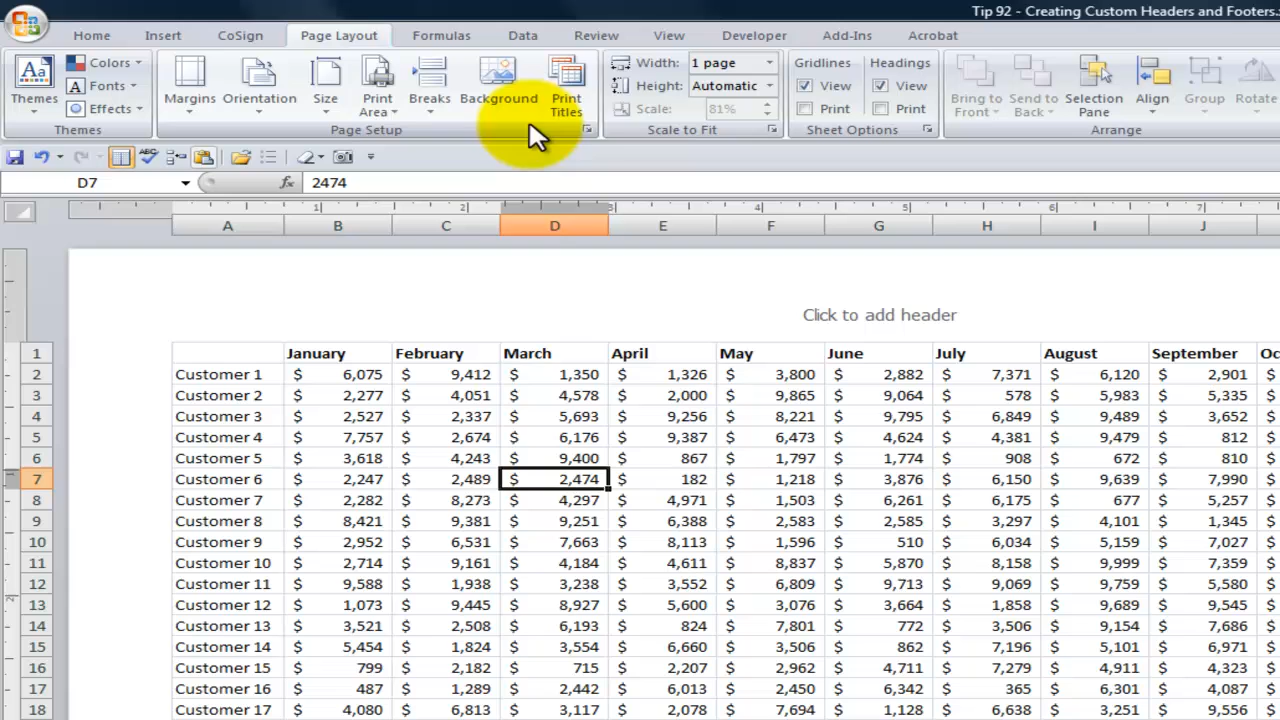 Tip 92 - Creating Custom Headers and Footers.
Home Insert CoSign Page Layout Formulas Data Review View Developer Add-Ins Acrobat
Aa Themes Colors Fonts Effects
Margins Orientation Size Print Area Breaks Background Print Titles
Width: 1 page
Height: Automatic
Scale: 81%
Gridlines Headings
View View
Print Print
Bring to Front Send to Back Selection Pane Align Group Rotate
Themes Page Setup Scale to Fit Sheet Options Arrange
D7 fx 2474
A B C D E F G H I J
Click to add header
1 January February March April May June July August September Oc
2 Customer 1 $ 6,075 $ 9,412 $ 1,350 $ 1,326 $ 3,800 $ 2,882 $ 7,371 $ 6,120 $ 2,901 $
3 Customer 2 $ 2,277 $ 4,051 $ 4,578 $ 2,000 $ 9,865 $ 9,064 $ 578 $ 5,983 $ 5,335 $
4 Customer 3 $ 2,527 $ 2,337 $ 5,693 $ 9,256 $ 8,221 $ 9,795 $ 6,849 $ 9,489 $ 3,652 $
5 Customer 4 $ 7,757 $ 2,674 $ 6,176 $ 9,387 $ 6,473 $ 4,624 $ 4,381 $ 9,479 $ 812 $
6 Customer 5 $ 3,618 $ 4,243 $ 9,400 $ 867 $ 1,797 $ 1,774 $ 908 $ 672 $ 810 $
7 Customer 6 $ 2,247 $ 2,489 $ 2,474 $ 182 $ 1,218 $ 3,876 $ 6,150 $ 9,639 $ 7,990 $
8 Customer 7 $ 2,282 $ 8,273 $ 4,297 $ 4,971 $ 1,503 $ 6,261 $ 6,175 $ 677 $ 5,257 $
9 Customer 8 $ 8,421 $ 9,381 $ 9,251 $ 6,388 $ 2,583 $ 2,585 $ 3,297 $ 4,101 $ 1,345 $
10 Customer 9 $ 2,952 $ 6,531 $ 7,663 $ 8,113 $ 1,596 $ 510 $ 6,034 $ 5,159 $ 7,027 $
11 Customer 10 $ 2,714 $ 9,161 $ 4,184 $ 4,611 $ 8,837 $ 5,870 $ 8,158 $ 9,999 $ 7,359 $
12 Customer 11 $ 9,588 $ 1,938 $ 3,238 $ 3,552 $ 6,809 $ 9,713 $ 9,069 $ 9,759 $ 5,580 $
13 Customer 12 $ 1,073 $ 9,445 $ 8,927 $ 5,600 $ 3,076 $ 3,664 $ 1,858 $ 9,689 $ 9,545 $
14 Customer 13 $ 3,521 $ 2,508 $ 6,193 $ 824 $ 7,801 $ 772 $ 3,506 $ 9,154 $ 7,686 $
15 Customer 14 $ 5,454 $ 1,824 $ 3,554 $ 6,660 $ 3,506 $ 862 $ 7,196 $ 5,101 $ 6,971 $
16 Customer 15 $ 799 $ 2,182 $ 715 $ 2,207 $ 2,962 $ 4,711 $ 7,279 $ 4,911 $ 4,323 $
17 Customer 16 $ 487 $ 1,289 $ 2,442 $ 6,013 $ 2,450 $ 6,342 $ 365 $ 6,301 $ 4,087 $
18 Customer 17 $ 4,080 $ 6,813 $ 3,117 $ 2,078 $ 7,694 $ 1,128 $ 6,638 $ 3,251 $ 9,556 $